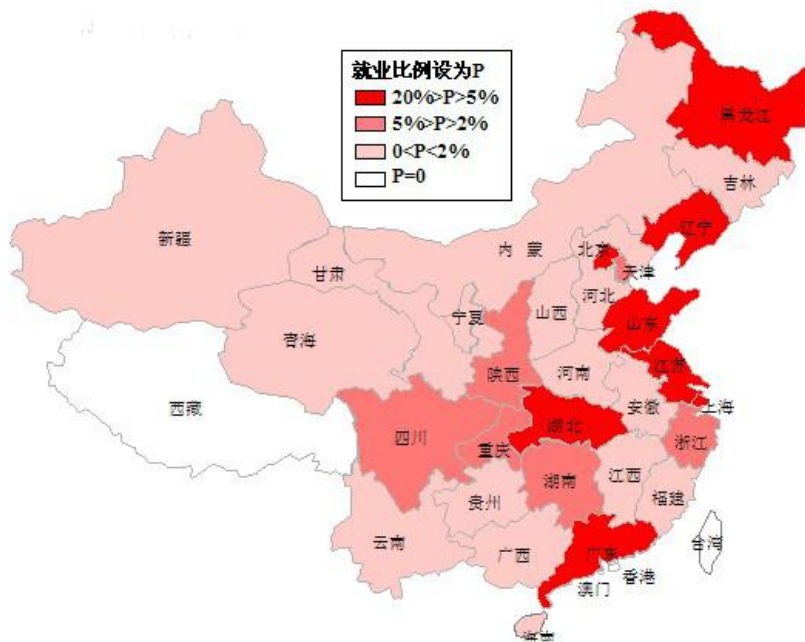 就业比例设为P
20%>P>5%
5%>P>2%
0<P<2%
P=0
黑龙江
吉林
辽宁
新疆
内 蒙
北京
天津
甘肃
河北
宁夏
山西
山东
青海
陕西
河南
江苏
西藏
安徽
上海
四川
湖北
重庆
浙江
湖南
江西
贵州
福建
云南
广西
广东
台湾
香港
澳门
海南